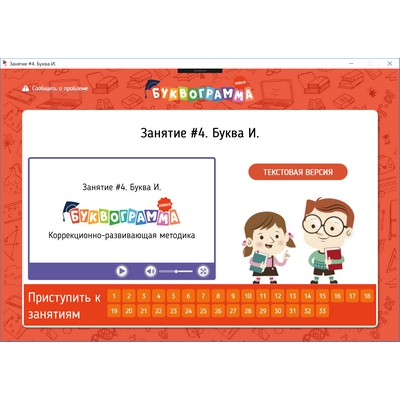 Занятие #4. Буква И.
Сообщить о проблеме
НОВАЯ
БУКВОГРАММА
Занятие #4. Буква И.
Занятие #4. Буква И.
НОВАЯ
БУКВОГРАММА
Коррекционно-развивающая методика
ТЕКСТОВАЯ ВЕРСИЯ
Приступить к занятиям
1 2 3 4 5 6 7 8 9 10 11 12 13 14 15 16 17 18
19 20 21 22 23 24 25 26 27 28 29 30 31 32 33